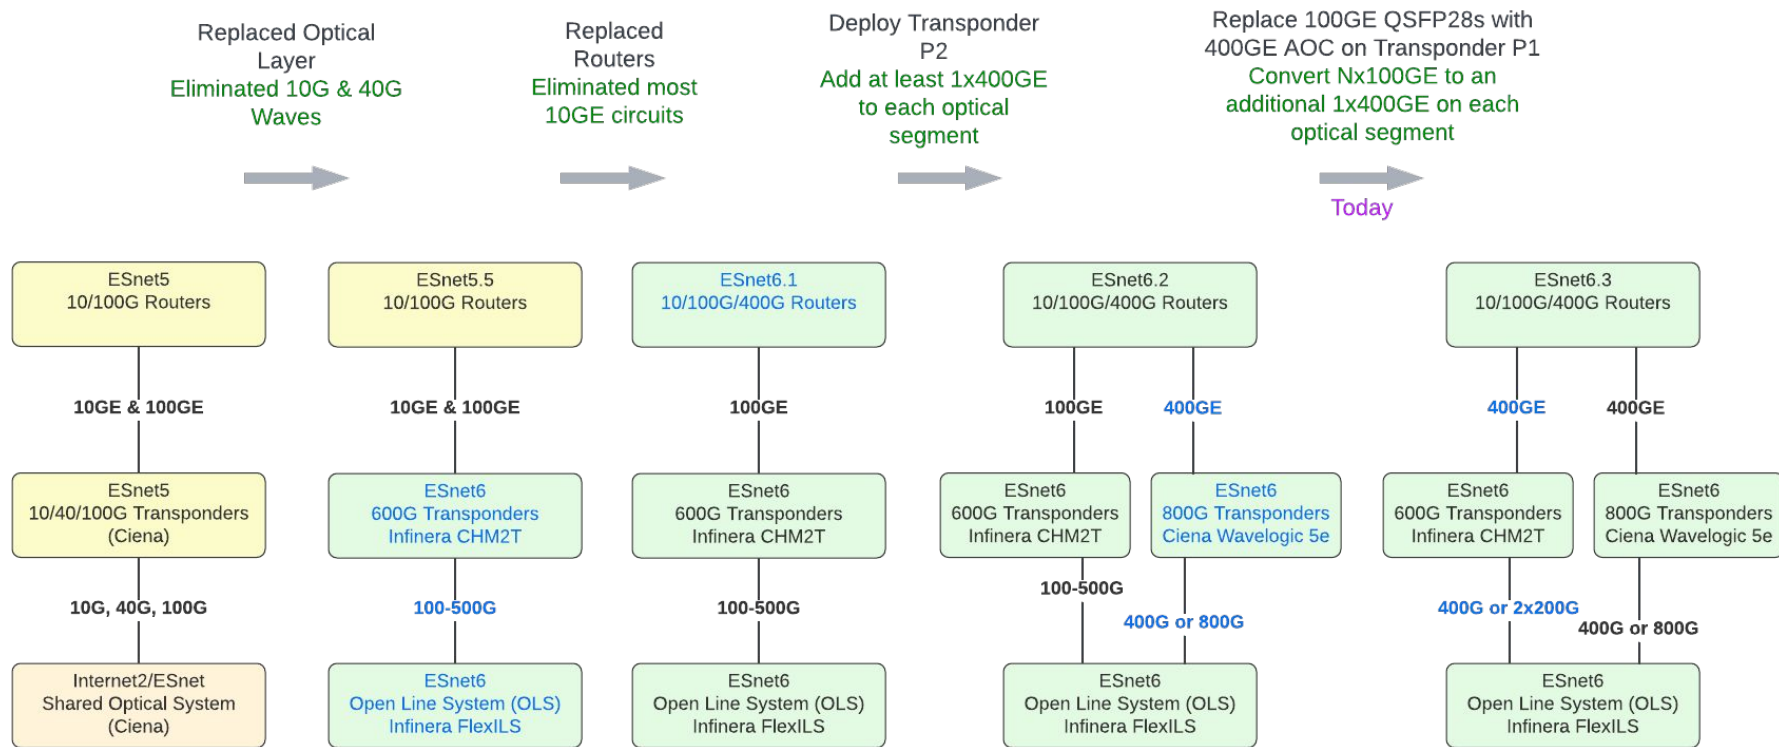 Replaced Optical
Layer
Eliminated 10G & 40G
Waves
Replaced
Routers
Eliminated most
10GE circuits
Deploy Transponder
P2
Add at least 1x400GE
to each optical
segment
Replace 100GE QSFP28s with
400GE AOC on Transponder P1
Convert Nx100GE to an
additional 1x400GE on each
optical segment
Today
ESnet5
10/100G Routers
10GE & 100GE
ESnet5
10/40/100G Transponders
(Ciena)
10G, 40G, 100G
Internet2/ESnet
Shared Optical System
(Ciena)
ESnet5.5
10/100G Routers
10GE & 100GE
ESnet6
600G Transponders
Infinera CHM2T
100-500G
ESnet6
Open Line System (OLS)
Infinera FlexILS
ESnet6.1
10/100G/400G Routers
100GE
ESnet6
600G Transponders
Infinera CHM2T
100-500G
ESnet6
Open Line System (OLS)
Infinera FlexILS
ESnet6.2
10/100G/400G Routers
100GE
400GE
ESnet6
600G Transponders
Infinera CHM2T
ESnet6
800G Transponders
Ciena Wavelogic 5e
100-500G
400G or 800G
ESnet6
Open Line System (OLS)
Infinera FlexILS
ESnet6.3
10/100G/400G Routers
400GE
400GE
ESnet6
600G Transponders
Infinera CHM2T
ESnet6
800G Transponders
Ciena Wavelogic 5e
400G or 2x200G
400G or 800G
ESnet6
Open Line System (OLS)
Infinera FlexILS